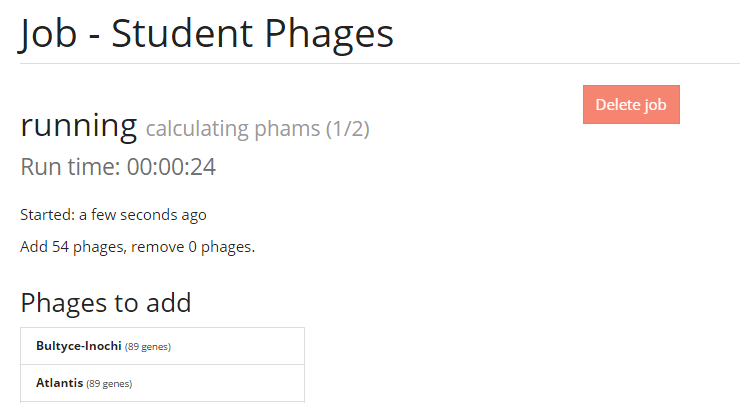 Job - Student Phages
Delete job
running calculating phams (1/2)
Run time: 00:00:24
Started: a few seconds ago
Add 54 phages, remove 0 phages.
Phages to add
Bultyce-Inochi (89 genes)
Atlantis (89 genes)